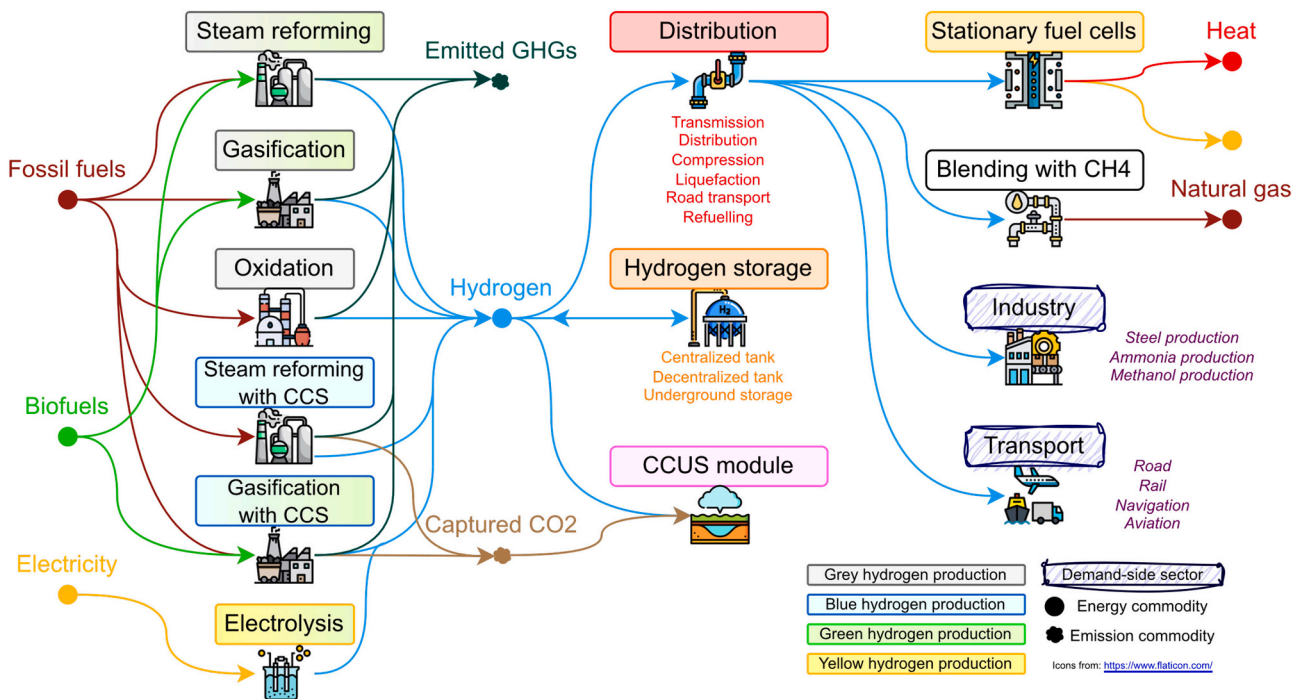 Steam reforming
Emitted GHGs
Distribution
Stationary fuel cells
Heat
Transmission
Distribution
Compression
Liquefaction
Road transport
Refuelling
Gasification
Blending with CH4
Fossil fuels
Natural gas
Oxidation
Hydrogen
Hydrogen storage
H2
Centralized tank
Decentralized tank
Underground storage
Industry
Steel production
Ammonia production
Methanol production
Steam reforming
with CCS
Biofuels
CCUS module
Transport
Road
Rail
Navigation
Aviation
Gasification
with CCS
Captured CO2
Electricity
Electrolysis
Grey hydrogen production
Blue hydrogen production
Green hydrogen production
Yellow hydrogen production
Demand-side sector
Energy commodity
Emission commodity
Icons from: https://www.flaticon.com/